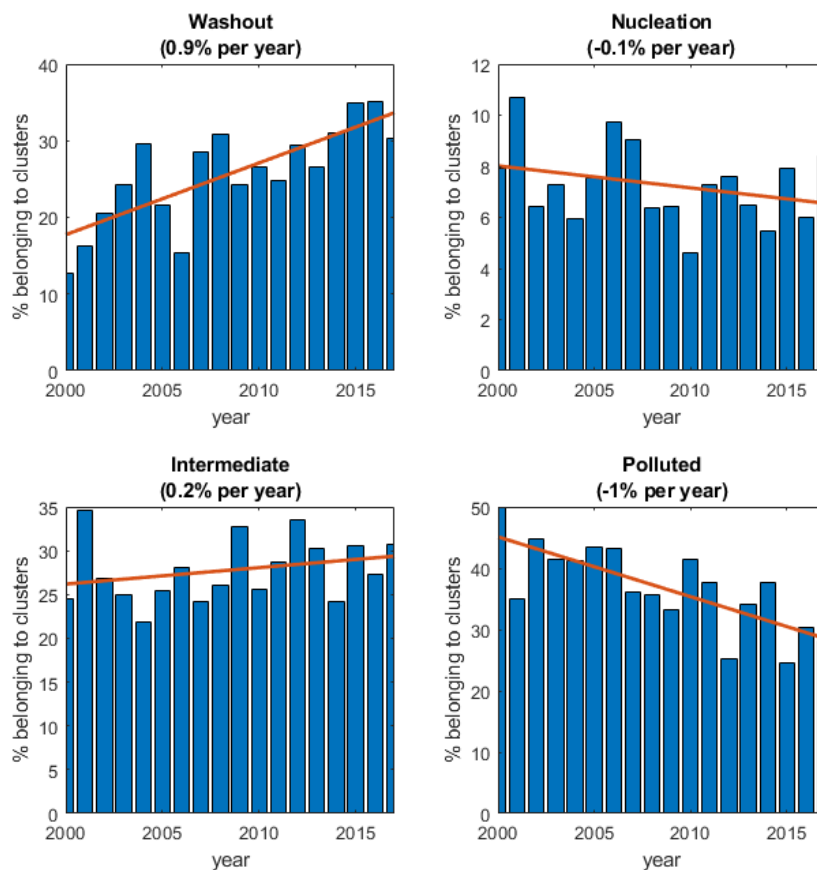 Washout
(0.9% per year)
40
30
20
10
0
% belonging to clusters
2000
2005
2010
2015
year
Nucleation
(-0.1% per year)
12
10
8
6
4
2
0
% belonging to clusters
2000
2005
2010
2015
year
Intermediate
(0.2% per year)
35
30
25
20
15
10
5
0
% belonging to clusters
2000
2005
2010
2015
year
Polluted
(-1% per year)
50
40
30
20
10
0
% belonging to clusters
2000
2005
2010
2015
year